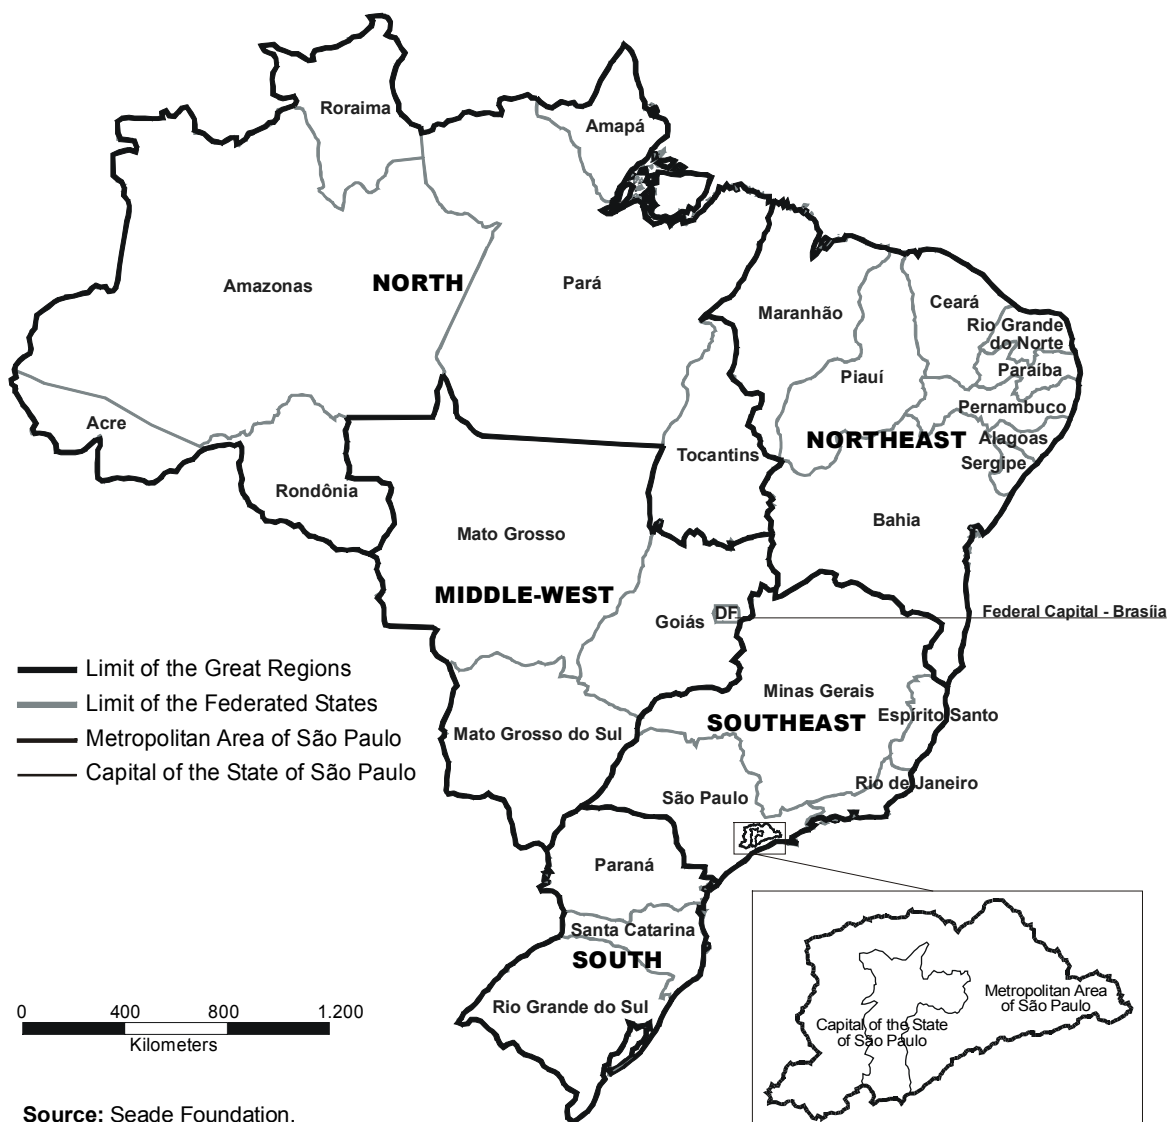 Roraima
Amapá
Amazonas
NORTH
Pará
Maranhão
Ceará
Rio Grande
do Norte
Paraíba
Piauí
Pernambuco
Acre
NORTHEAST
Alagoas
Tocantins
Sergipe
Rondônia
Bahia
Mato Grosso
MIDDLE-WEST
Goiás
DF
Federal Capital - Brasíia
Limit of the Great Regions
Limit of the Federated States
Metropolitan Area of São Paulo
Capital of the State of São Paulo
Minas Gerais
SOUTHEAST
Espírito Santo
Mato Grosso do Sul
Rio de Janeiro
São Paulo
Paraná
Santa Catarina
SOUTH
Rio Grande do Sul
0 400 800 1.200
Kilometers
Metropolitan Area
of São Paulo
Capital of the State
of São Paulo
Source: Seade Foundation.